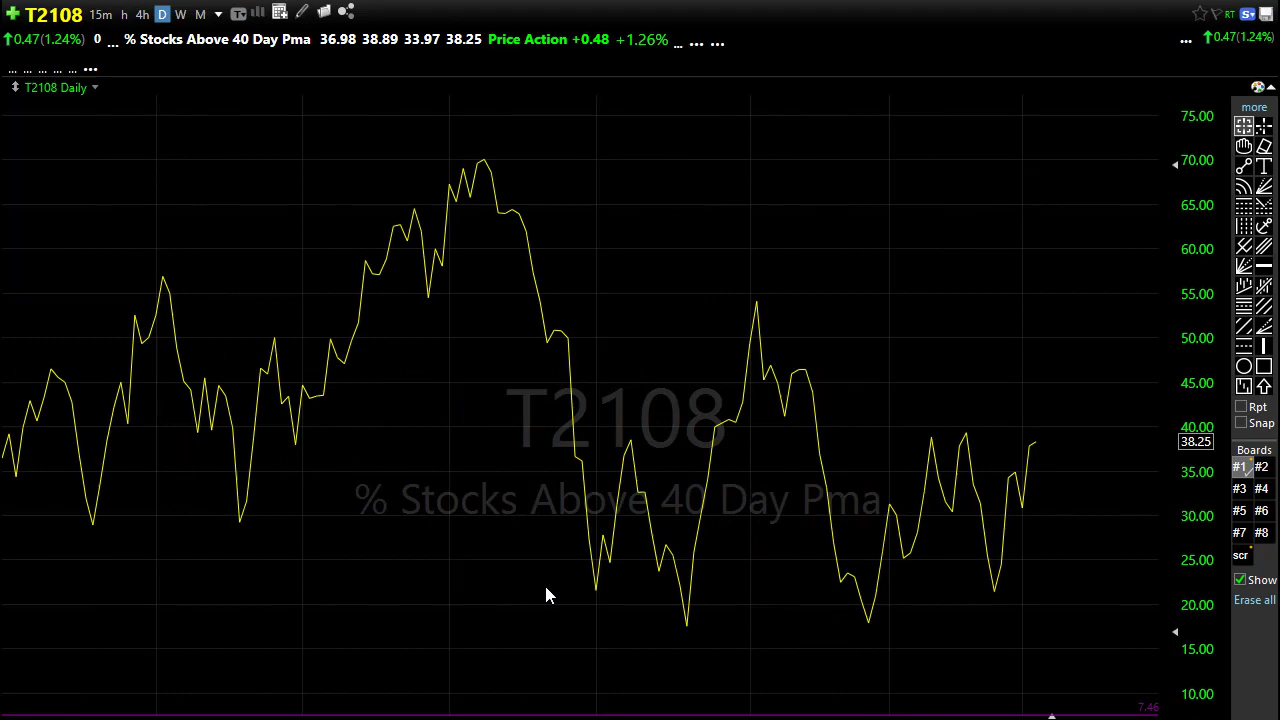 T2108 15m h 4h D W M T RT S
0.47(1.24%) 0 ... % Stocks Above 40 Day Pma 36.98 38.89 33.97 38.25 Price Action +0.48 +1.26% ... ... ... ... 0.47(1.24%)
... ... ... ... ... ...
T2108 Daily
more
75.00
70.00
65.00
60.00
55.00
50.00
45.00
40.00
38.25
35.00
30.00
25.00
20.00
15.00
10.00
7.46
T2108
% Stocks Above 40 Day Pma
T
Rpt
Snap
Boards
#1 #2
#3 #4
#5 #6
#7 #8
scr
Show
Erase all